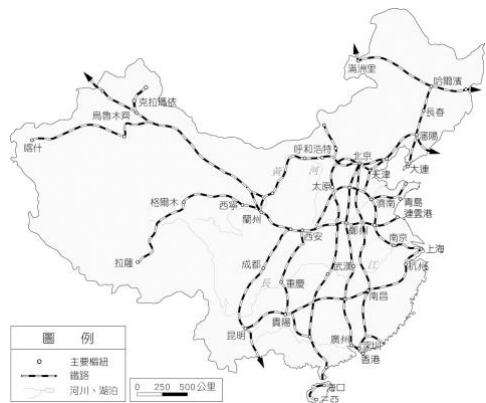 滿洲里
哈爾濱
克拉瑪依
長春
烏魯木齊
瀋陽
喀什
呼和浩特
北京
黃
河
天津
大連
太原
格爾木
西寧
濟南
青島
蘭州
連雲港
西安
鄭州
南京
上海
拉薩
成都
武漢
江
杭州
長
重慶
南昌
貴陽
昆明
廣州
深圳
香港
海口
三亞
圖例
主要樞紐
鐵路
河川、湖泊
0 250 500公里